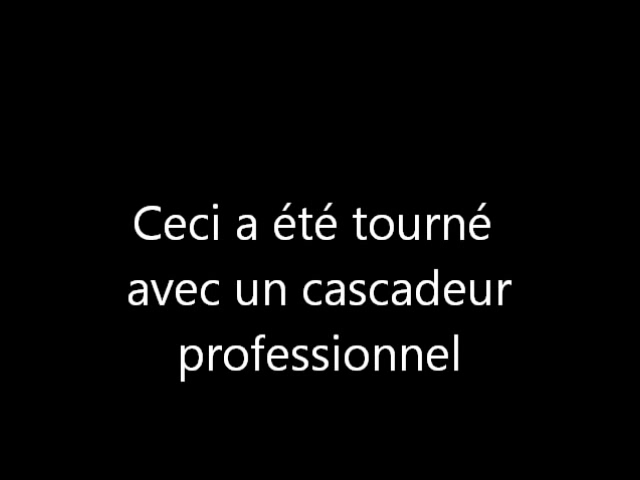 Ceci a été tourné
avec un cascadeur
professionnel